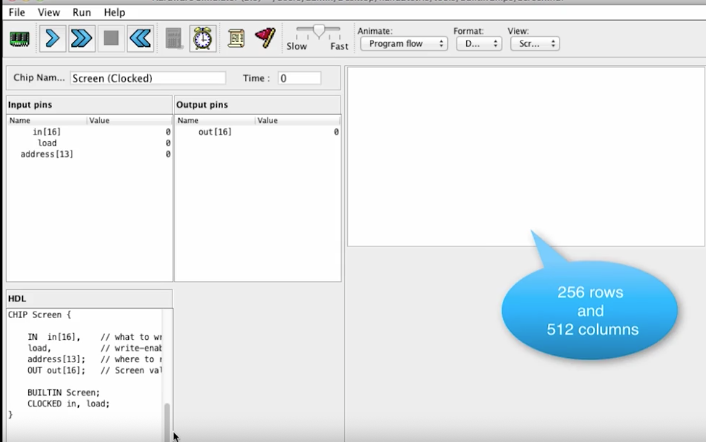 File View Run Help
Slow Fast
Animate:
Program flow
Format:
D...
View:
Scr...
Chip Nam... Screen (Clocked) Time : 0
Input pins
Name Value
in[16] 0
load 0
address[13] 0
Output pins
Name Value
out[16] 0
HDL
CHIP Screen {
IN in[16], // what to wr
load, // write-enab
address[13]; // where to r
OUT out[16]; // Screen val
BUILTIN Screen;
CLOCKED in, load;
}
256 rows
and
512 columns